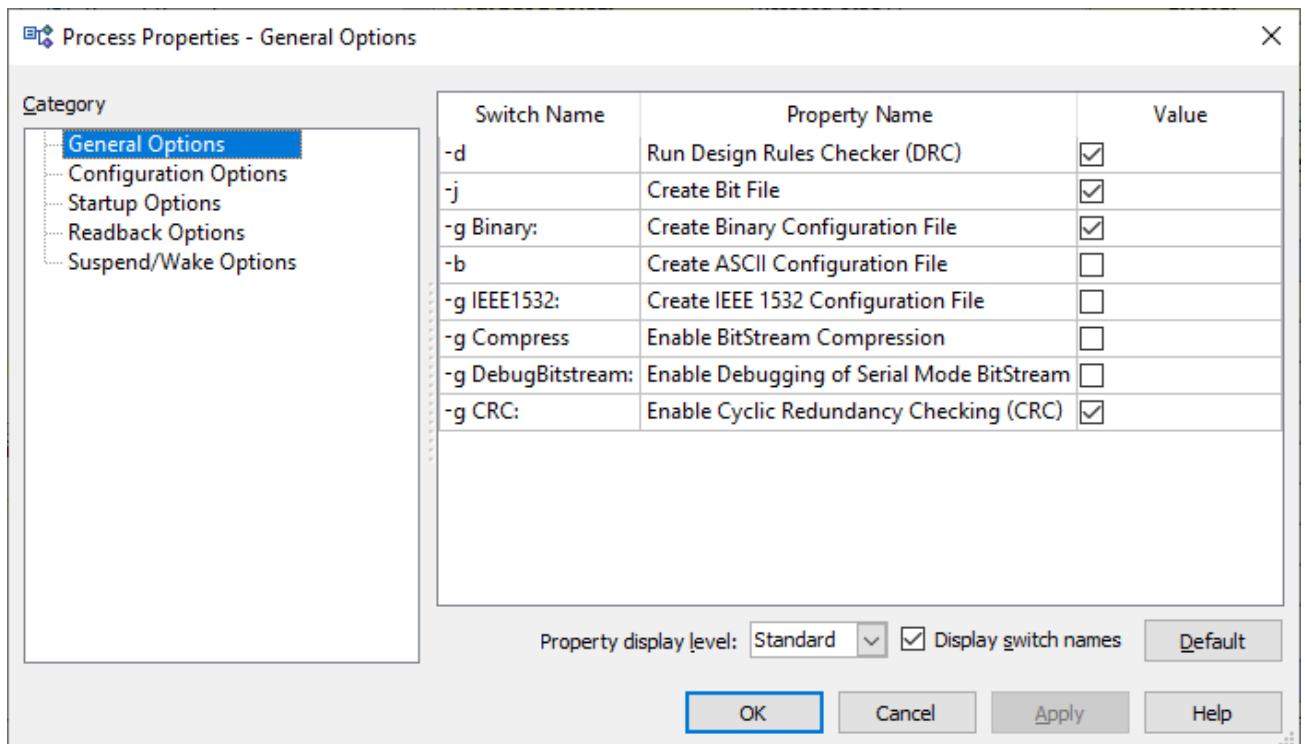 Process Properties - General Options
Category
General Options
Configuration Options
Startup Options
Readback Options
Suspend/Wake Options
Switch Name Property Name Value
-d Run Design Rules Checker (DRC)
-j Create Bit File
-g Binary: Create Binary Configuration File
-b Create ASCII Configuration File
-g IEEE1532: Create IEEE 1532 Configuration File
-g Compress Enable BitStream Compression
-g DebugBitstream: Enable Debugging of Serial Mode BitStream
-g CRC: Enable Cyclic Redundancy Checking (CRC)
Property display level: Standard Display switch names Default
OK Cancel Apply Help